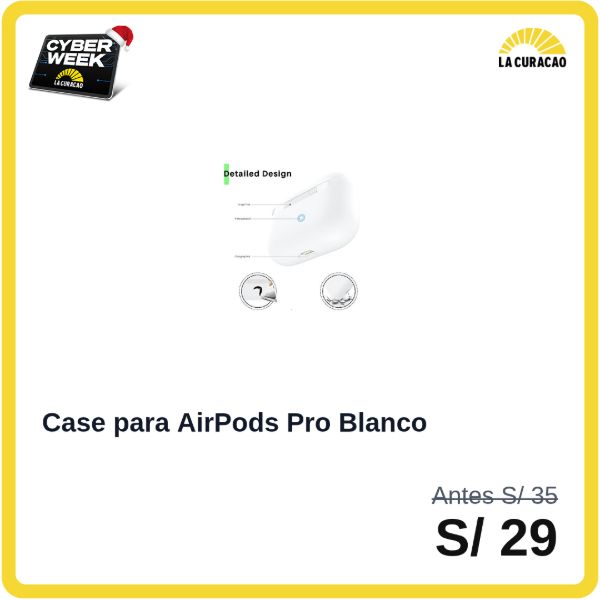 CYBER
WEEK
LA CURACAO
LA CURACAO
Detailed Design
Case para AirPods Pro Blanco
Antes S/ 35
S/ 29